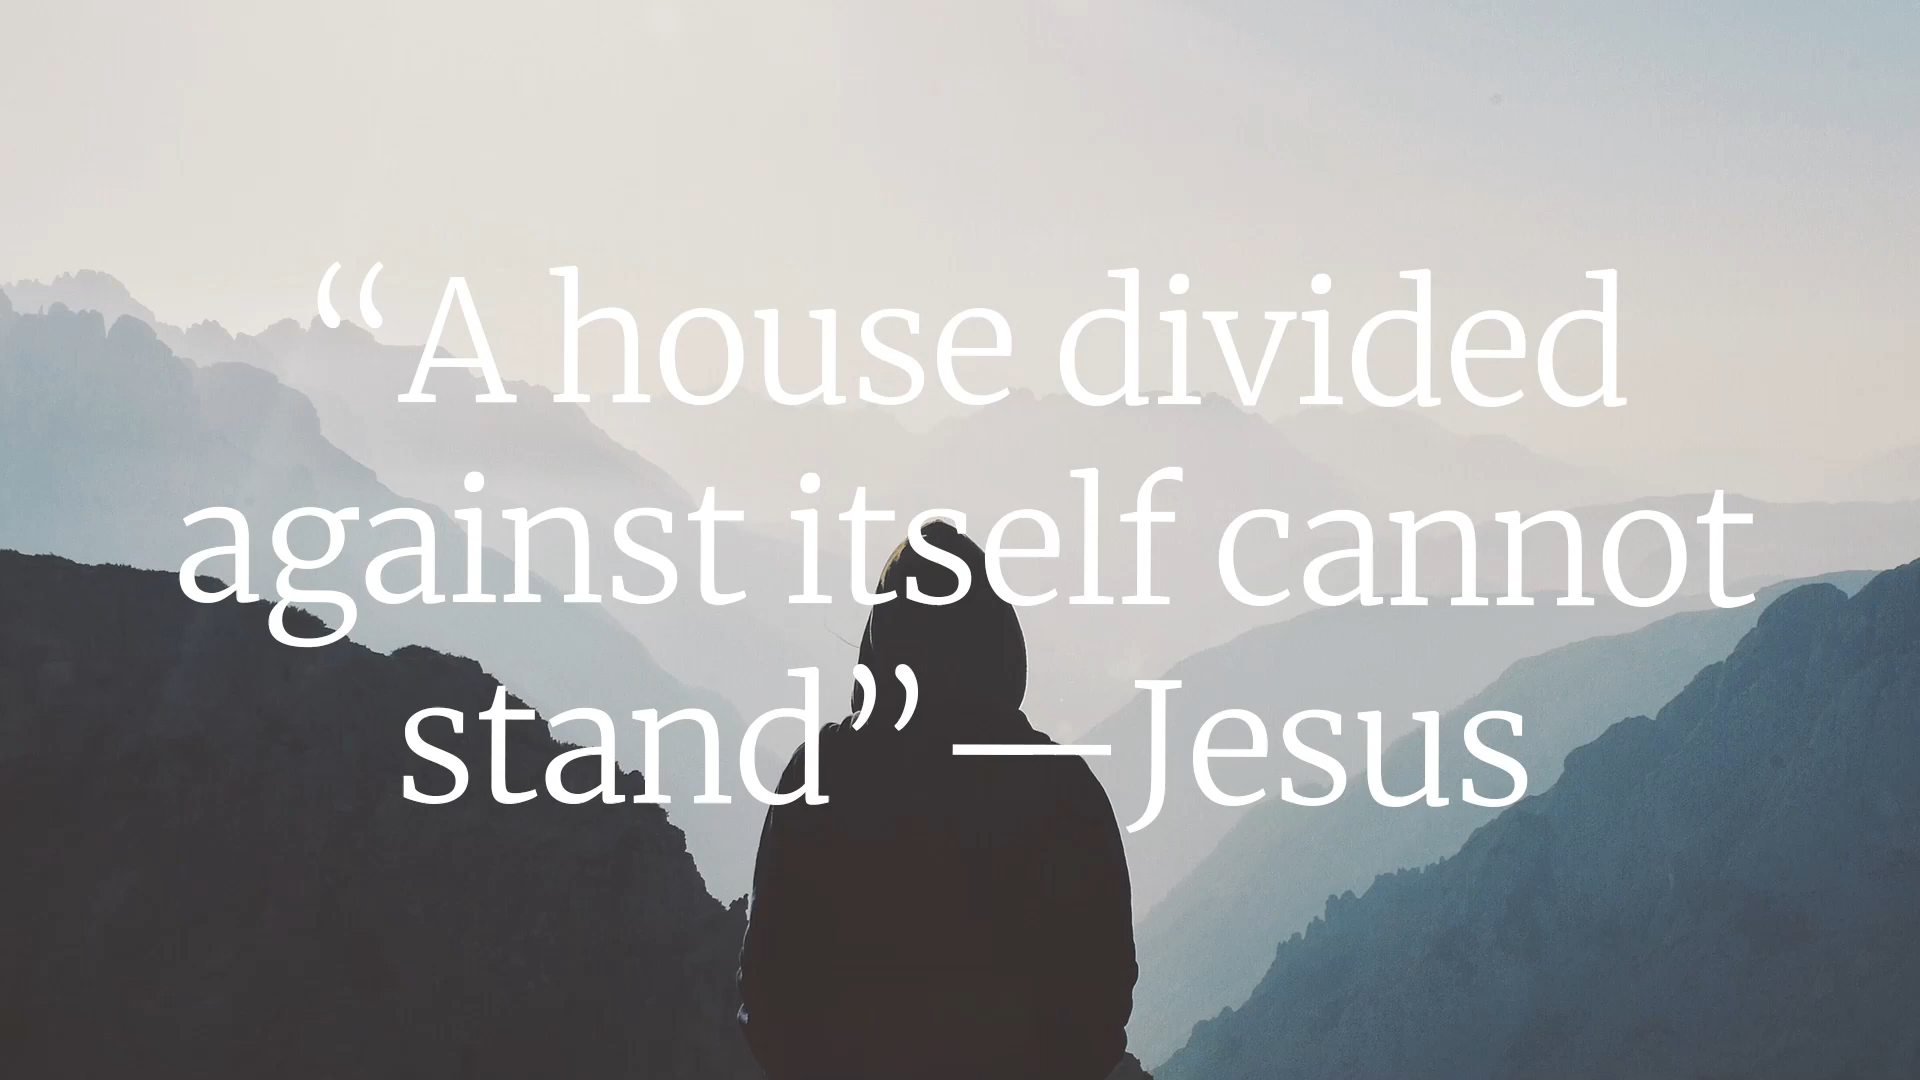 “A house divided
against itself cannot
stand” —Jesus